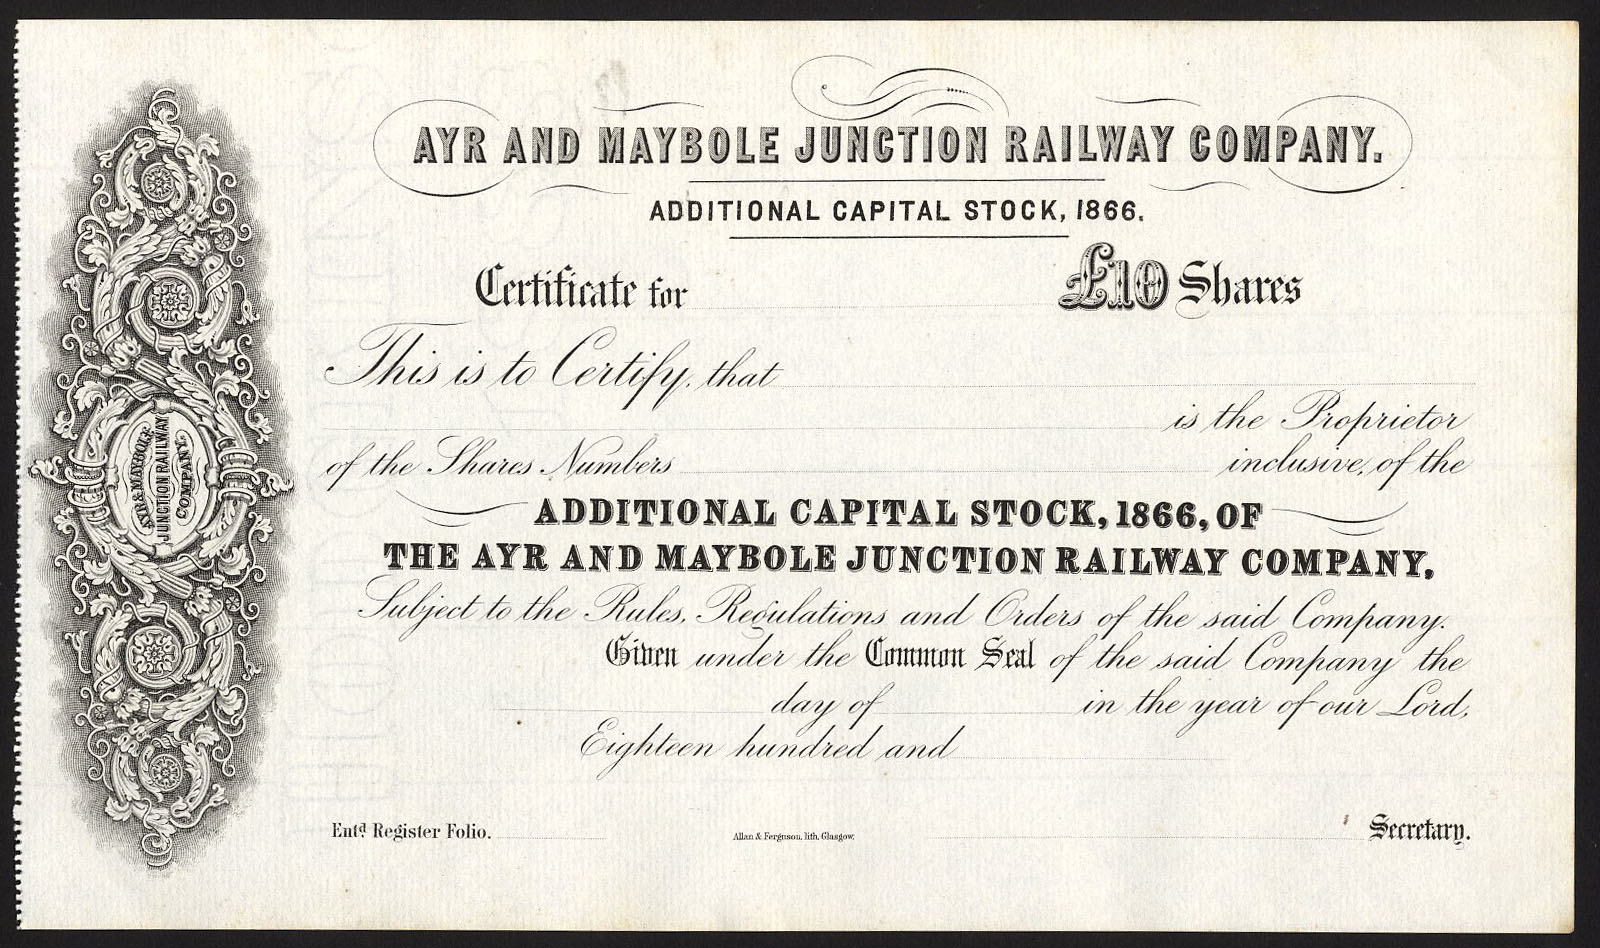 AYR AND MAYBOLE JUNCTION RAILWAY COMPANY.
ADDITIONAL CAPITAL STOCK, 1866.
Certificate for £10 Shares
This is to Certify, that
is the Proprietor
of the Shares Numbers inclusive, of the
ADDITIONAL CAPITAL STOCK, 1866, OF
THE AYR AND MAYBOLE JUNCTION RAILWAY COMPANY,
Subject to the Rules, Regulations and Orders of the said Company.
Given under the Common Seal of the said Company the
day of in the year of our Lord,
Eighteen hundred and
Entd. Register Folio.
Allan & Ferguson, lith. Glasgow.
Secretary.
AYR & MAYBOLE
JUNCTION RAILWAY
COMPANY.